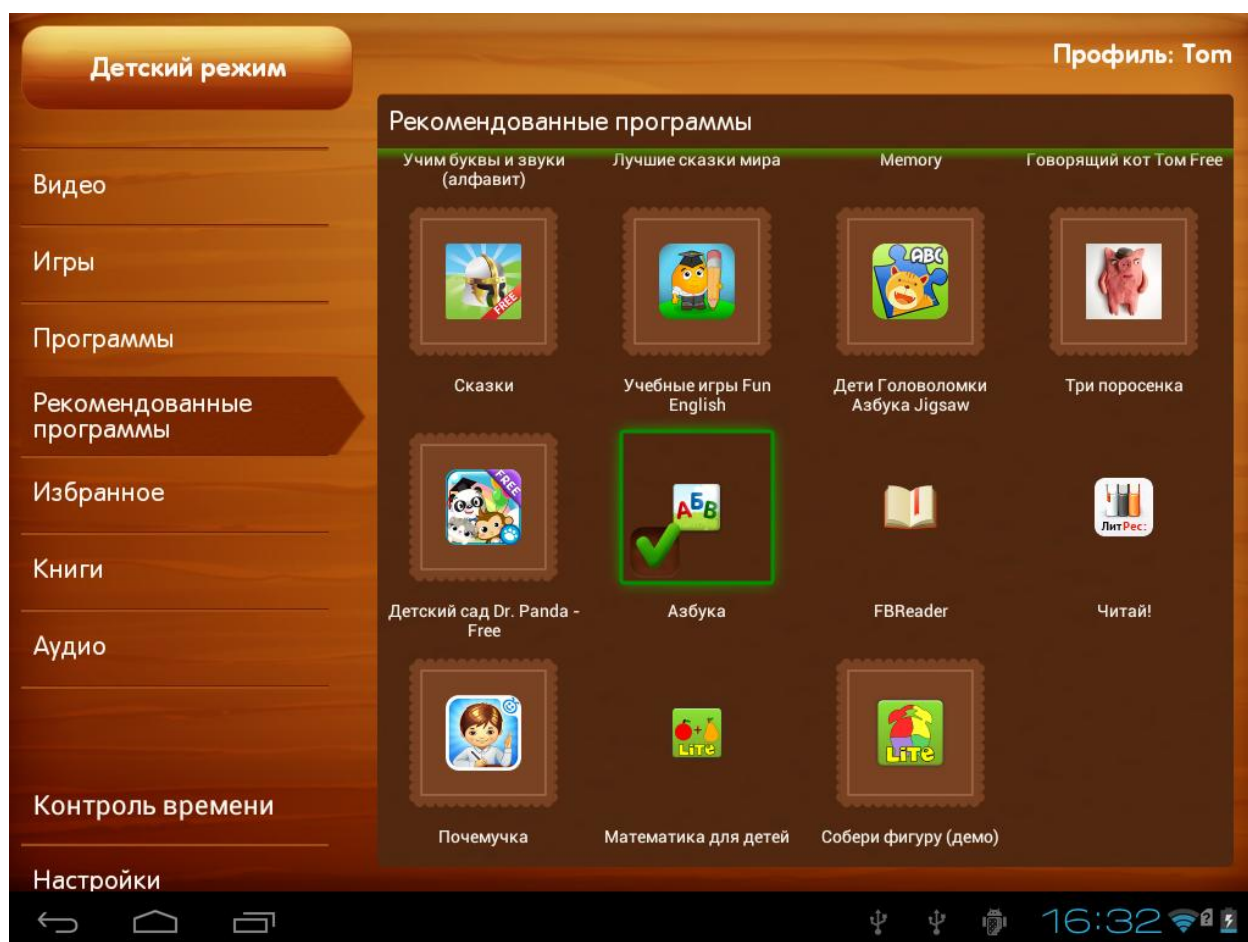 Детский режим
Профиль: Tom
Видео
Игры
Программы
Рекомендованные
программы
Избранное
Книги
Аудио
Контроль времени
Настройки
Рекомендованные программы
Учим буквы и звуки
(алфавит)
Лучшие сказки мира
Memory
Говорящий кот Том Free
FREE
ABC
Сказки
Учебные игры Fun
English
Дети Головоломки
Азбука Jigsaw
Три поросенка
FREE
АБВ
ЛитРес:
Детский сад Dr. Panda -
Free
Азбука
FBReader
Читай!
LiTe
LiTe
Почемучка
Математика для детей
Собери фигуру (демо)
16:32